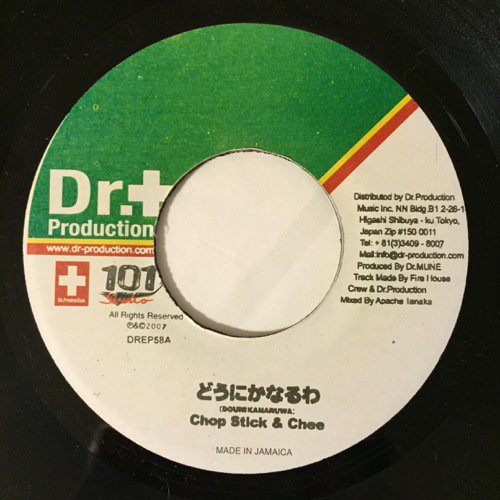 Dr.+
Production
www.dr-production.com
Dr.Production
101
Studio
All Rights Reserved
℗&©2007
DREP58A
Distributed by Dr.Production
Music Inc. NN Bldg.B1 2-26-1
Higashi Shibuya - ku Tokyo,
Japan Zip #150 0011
Tel: + 81(3)3409 - 8007
Mail:info@dr-production.com
Produced By Dr.MUNE
Track Made By Fire House
Crew & Dr.Production
Mixed By Apache Tanaka
どうにかなるわ
(DOUNI KANARUWA)
Chop Stick & Chee
MADE IN JAMAICA